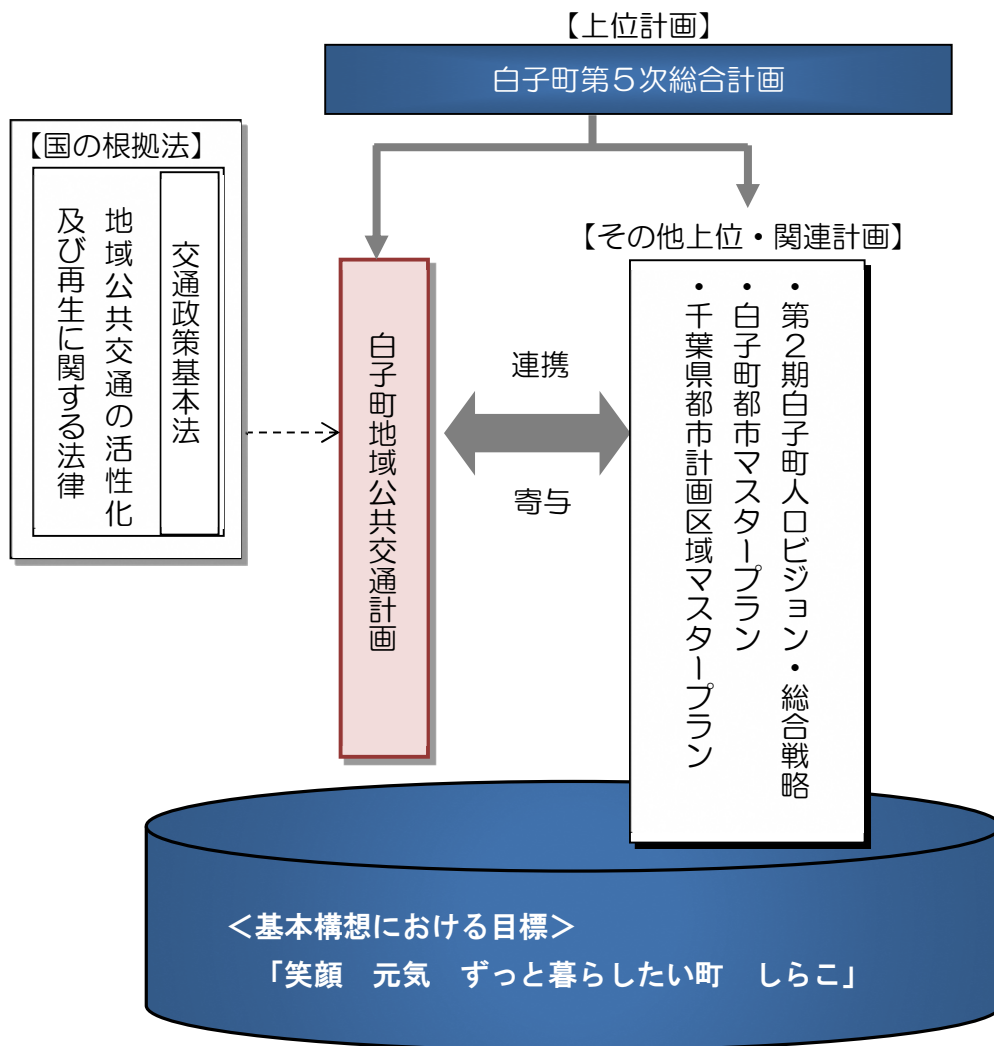 【上位計画】
白子町第5次総合計画
【国の根拠法】
交通政策基本法
地域公共交通の活性化
及び再生に関する法律
白子町地域公共交通計画
連携
寄与
【その他上位・関連計画】
・第2期白子町人口ビジョン・総合戦略
・白子町都市マスタープラン
・千葉県都市計画区域マスタープラン
＜基本構想における目標＞
「笑顔　元気　ずっと暮らしたい町　しらこ」